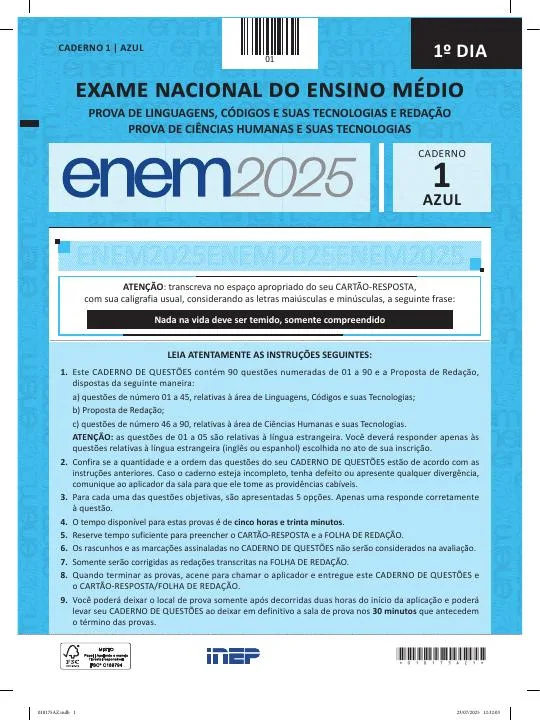 CADERNO 1 | AZUL
01
1º DIA
EXAME NACIONAL DO ENSINO MÉDIO
PROVA DE LINGUAGENS, CÓDIGOS E SUAS TECNOLOGIAS E REDAÇÃO
PROVA DE CIÊNCIAS HUMANAS E SUAS TECNOLOGIAS
enem2025
CADERNO
1
AZUL
ENEM2025ENEM2025ENEM2025
ATENÇÃO: transcreva no espaço apropriado do seu CARTÃO-RESPOSTA,
com sua caligrafia usual, considerando as letras maiúsculas e minúsculas, a seguinte frase:
Nada na vida deve ser temido, somente compreendido
LEIA ATENTAMENTE AS INSTRUÇÕES SEGUINTES:
1. Este CADERNO DE QUESTÕES contém 90 questões numeradas de 01 a 90 e a Proposta de Redação,
dispostas da seguinte maneira:
a) questões de número 01 a 45, relativas à área de Linguagens, Códigos e suas Tecnologias;
b) Proposta de Redação;
c) questões de número 46 a 90, relativas à área de Ciências Humanas e suas Tecnologias.
ATENÇÃO: as questões de 01 a 05 são relativas à língua estrangeira. Você deverá responder apenas às
questões relativas à língua estrangeira (inglês ou espanhol) escolhida no ato de sua inscrição.
2. Confira se a quantidade e a ordem das questões do seu CADERNO DE QUESTÕES estão de acordo com as
instruções anteriores. Caso o caderno esteja incompleto, tenha defeito ou apresente qualquer divergência,
comunique ao aplicador da sala para que ele tome as providências cabíveis.
3. Para cada uma das questões objetivas, são apresentadas 5 opções. Apenas uma responde corretamente
à questão.
4. O tempo disponível para estas provas é de cinco horas e trinta minutos.
5. Reserve tempo suficiente para preencher o CARTÃO-RESPOSTA e a FOLHA DE REDAÇÃO.
6. Os rascunhos e as marcações assinaladas no CADERNO DE QUESTÕES não serão considerados na avaliação.
7. Somente serão corrigidas as redações transcritas na FOLHA DE REDAÇÃO.
8. Quando terminar as provas, acene para chamar o aplicador e entregue este CADERNO DE QUESTÕES e
o CARTÃO-RESPOSTA/FOLHA DE REDAÇÃO.
9. Você poderá deixar o local de prova somente após decorridas duas horas do início da aplicação e poderá
levar seu CADERNO DE QUESTÕES ao deixar em definitivo a sala de prova nos 30 minutos que antecedem
o término das provas.
FSC
MISTO
inep
*010175AZ1*